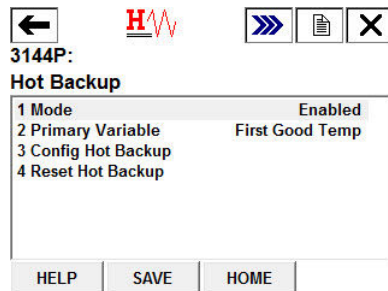 H
3144P:
Hot Backup
1 Mode Enabled
2 Primary Variable First Good Temp
3 Config Hot Backup
4 Reset Hot Backup
HELP SAVE HOME